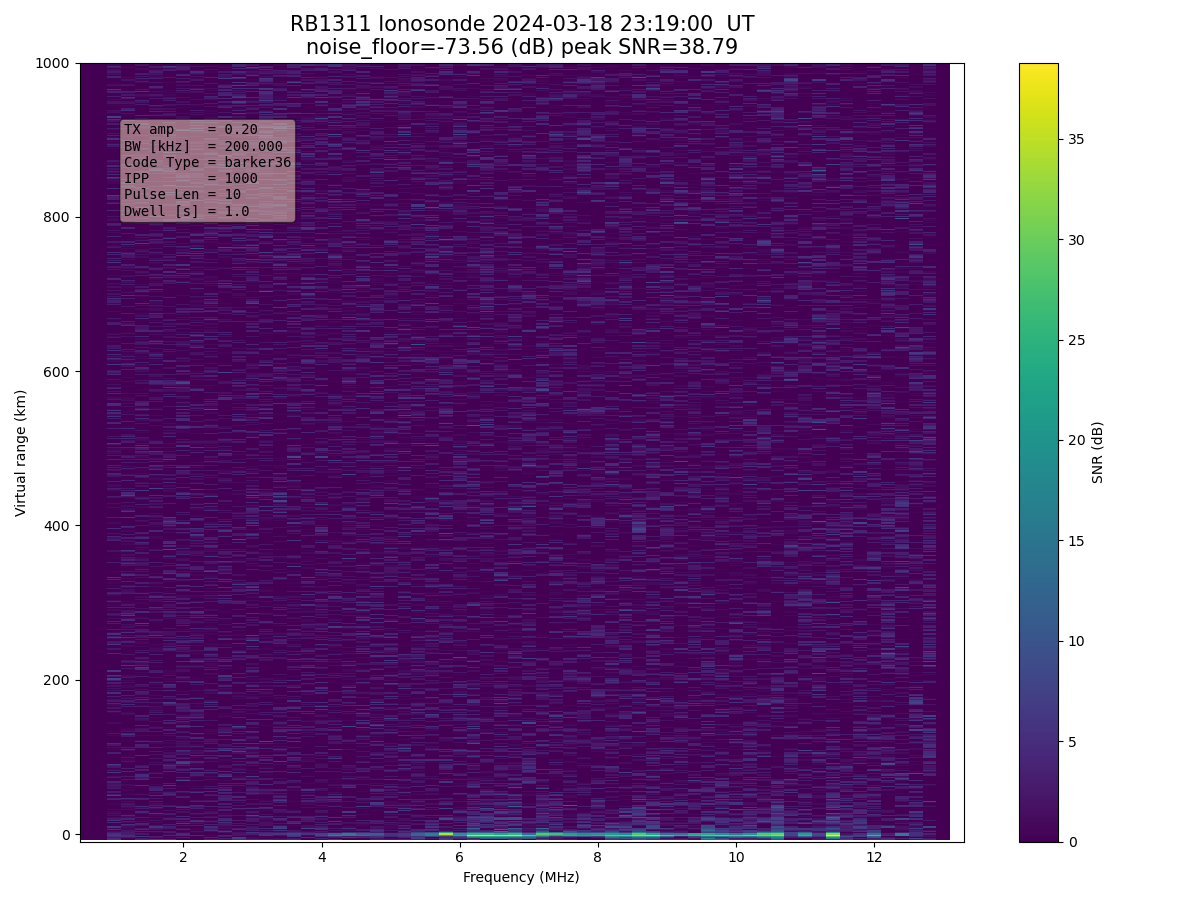 RB1311 Ionosonde 2024-03-18 23:19:00  UT
noise_floor=-73.56 (dB) peak SNR=38.79
TX amp     = 0.20
BW [kHz]  = 200.000
Code Type = barker36
IPP       = 1000
Pulse Len = 10
Dwell [s] = 1.0
Virtual range (km)
1000
800
600
400
200
0
2 4 6 8 10 12
Frequency (MHz)
35
30
25
20
15
10
5
0
SNR (dB)